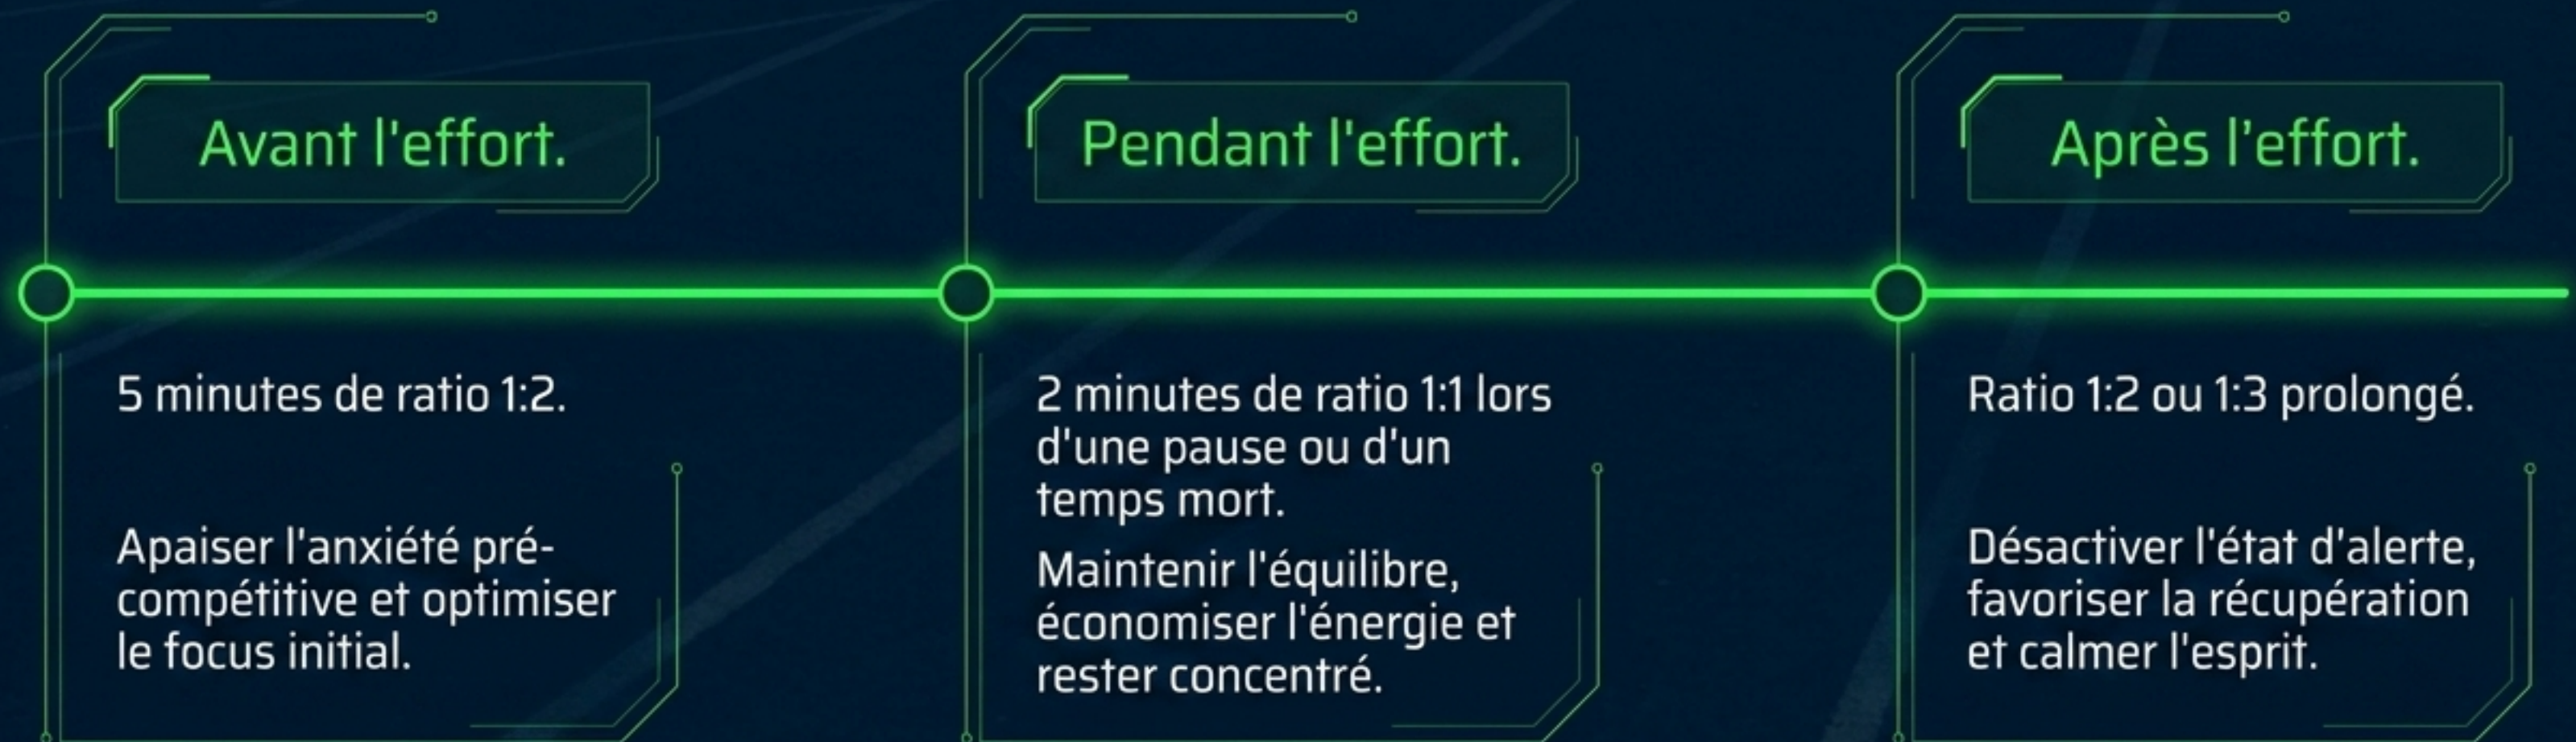 Avant l'effort.
5 minutes de ratio 1:2.
Apaiser l'anxiété pré-
compétitive et optimiser
le focus initial.
Pendant l'effort.
2 minutes de ratio 1:1 lors
d'une pause ou d'un
temps mort.
Maintenir l'équilibre,
économiser l'énergie et
rester concentré.
Après l’effort.
Ratio 1:2 ou 1:3 prolongé.
Désactiver l'état d'alerte,
favoriser la récupération
et calmer l'esprit.